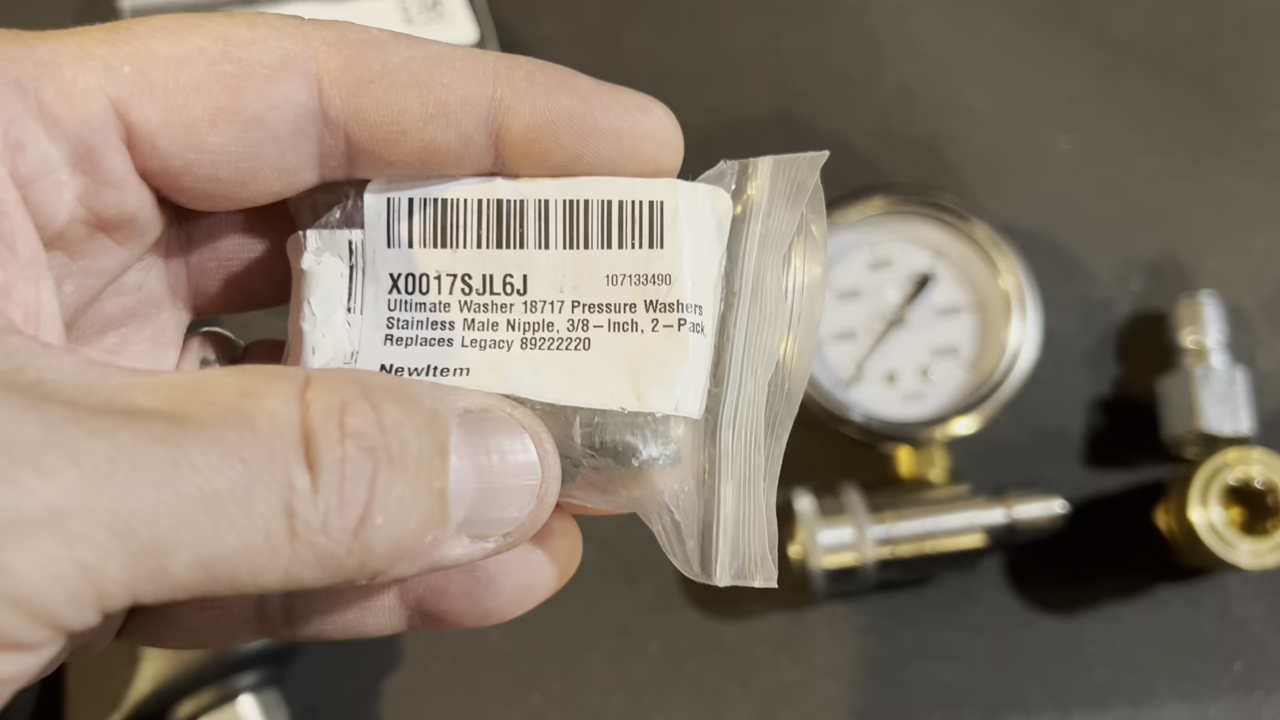 X0017SJL6J 107133490
Ultimate Washer 18717 Pressure Washers
Stainless Male Nipple, 3/8-Inch, 2-Pack,
Replaces Legacy 89222220
NewItem